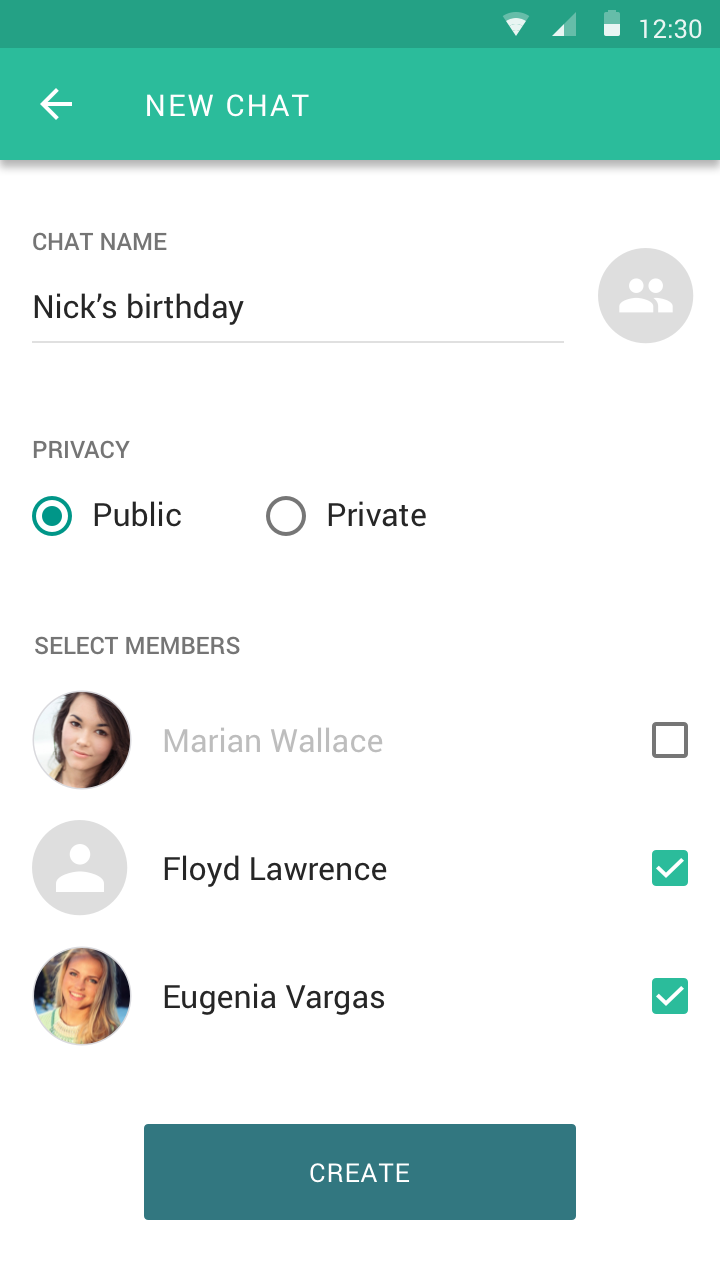 12:30
NEW CHAT
CHAT NAME
Nick’s birthday
PRIVACY
Public
Private
SELECT MEMBERS
Marian Wallace
Floyd Lawrence
Eugenia Vargas
CREATE